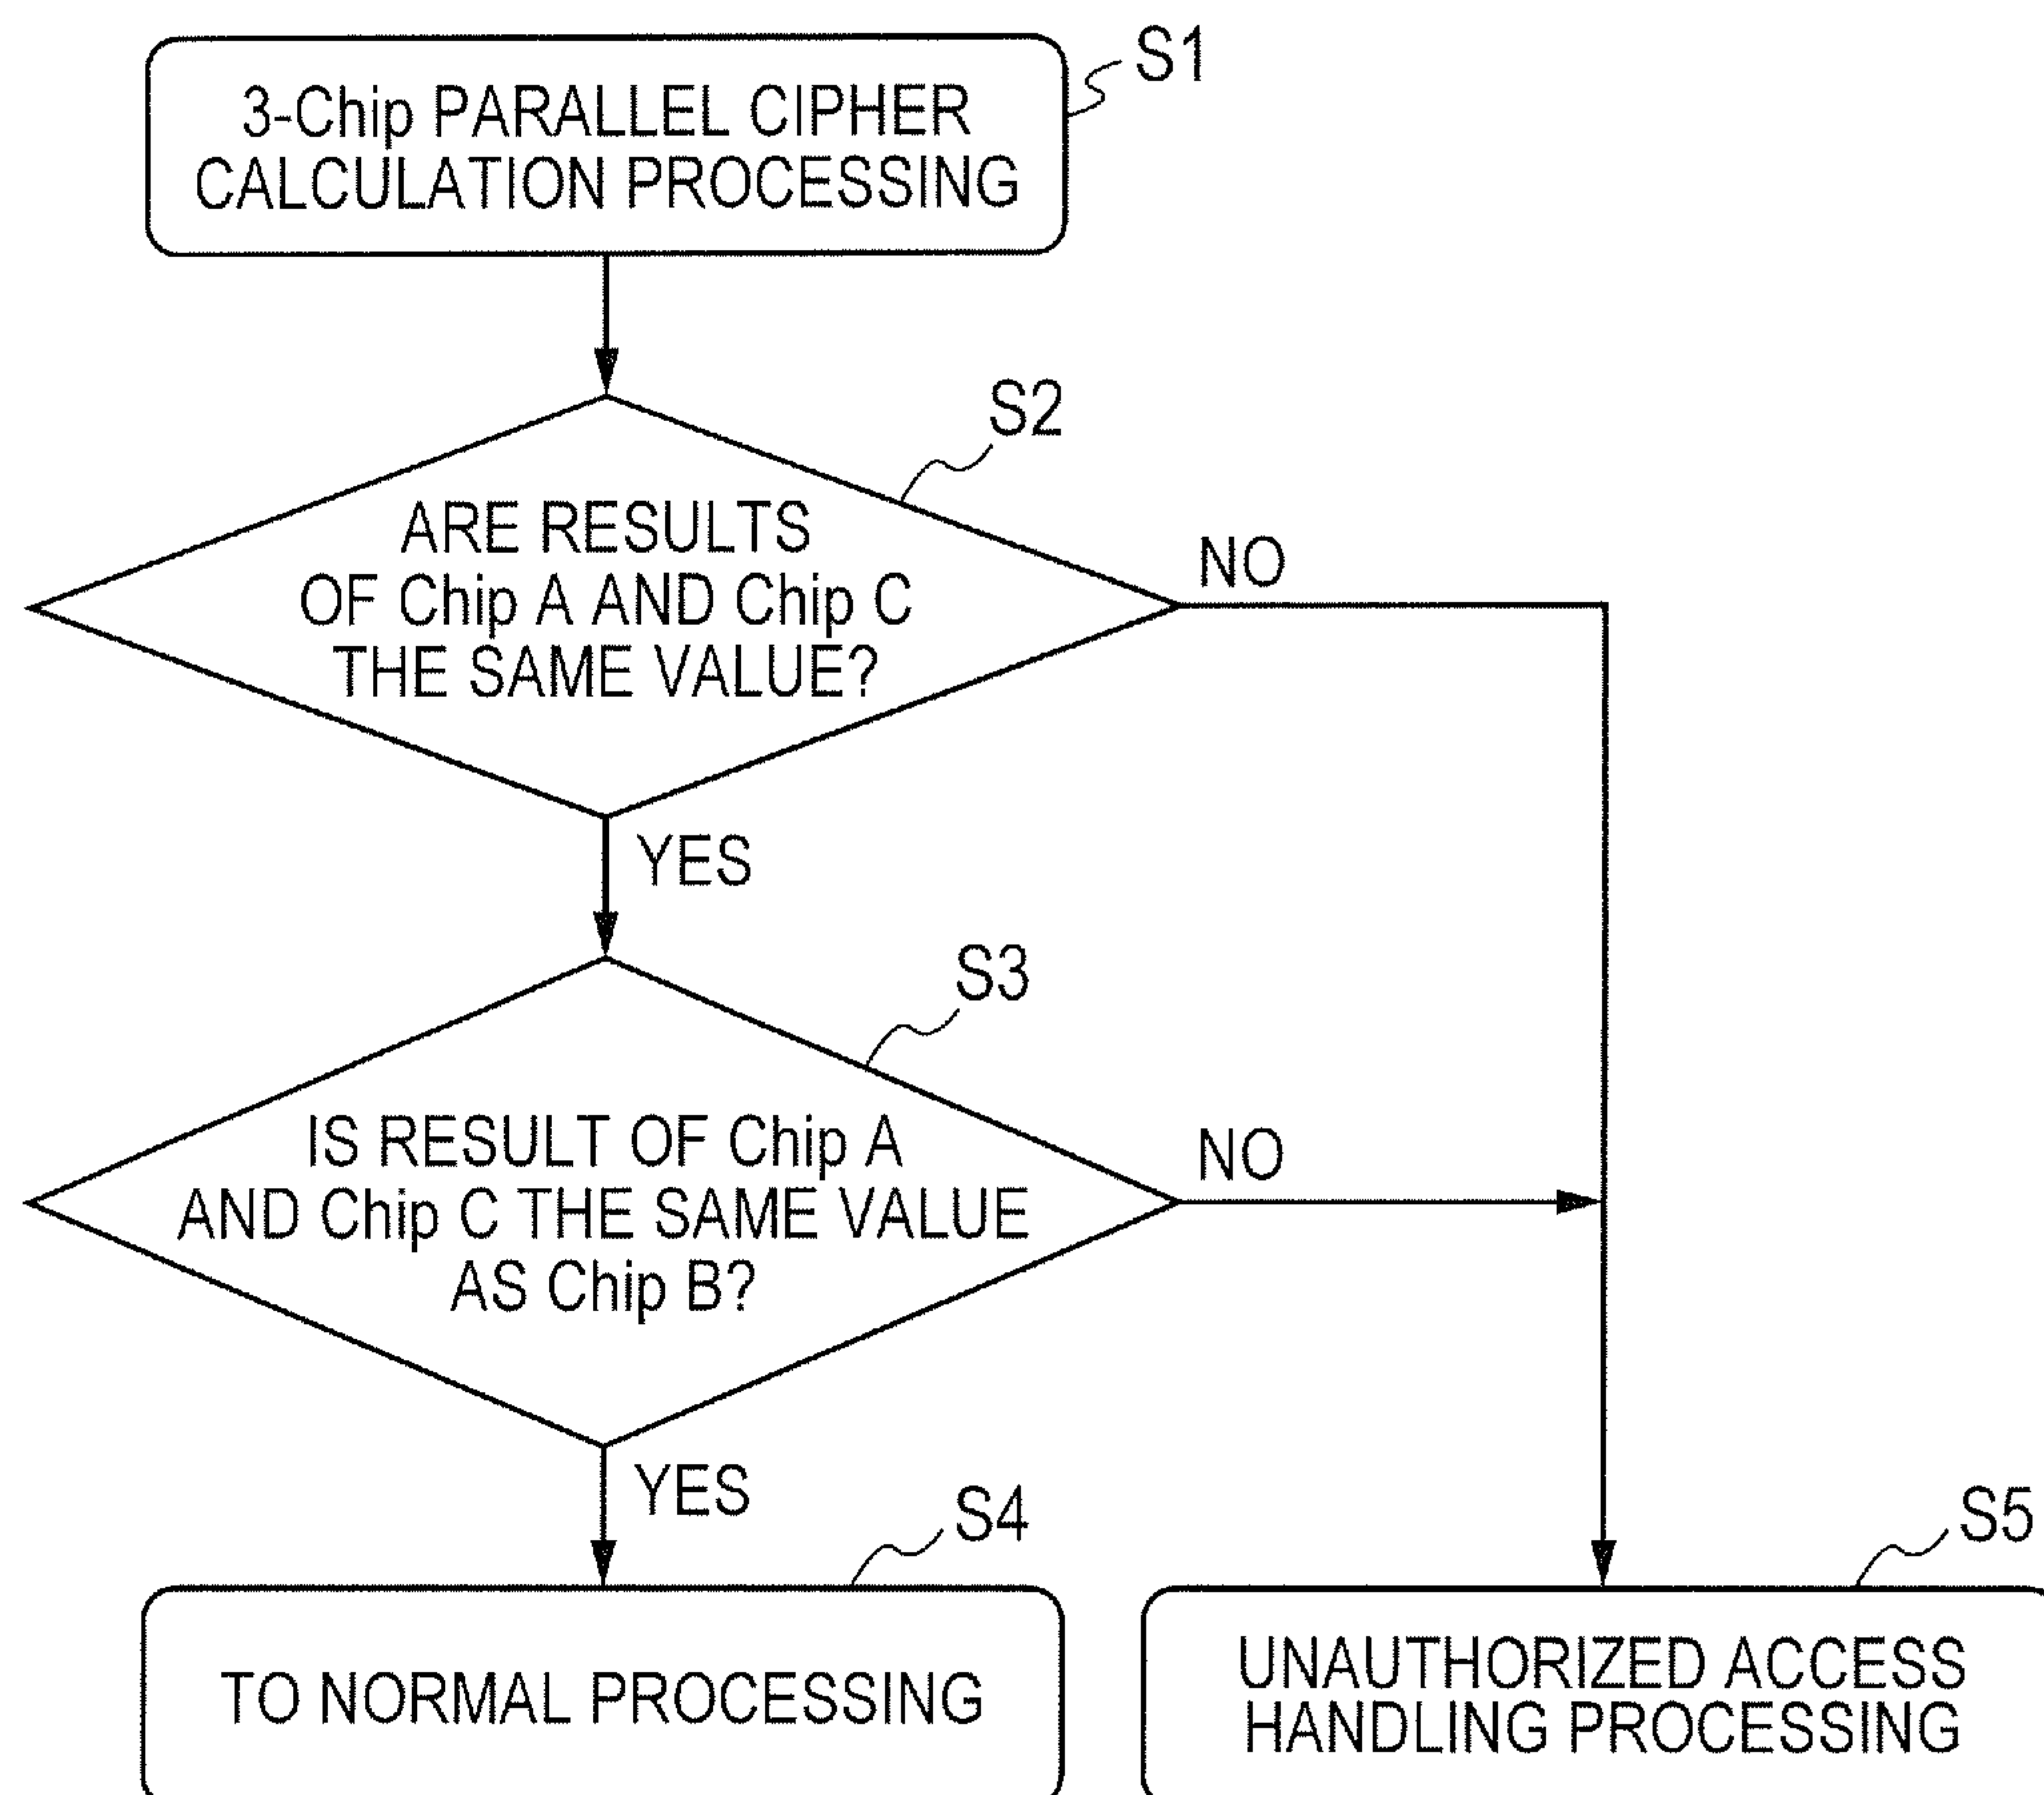 S1
3-Chip PARALLEL CIPHER
CALCULATION PROCESSING
S2
ARE RESULTS
OF Chip A AND Chip C
THE SAME VALUE?
NO
YES
S3
IS RESULT OF Chip A
AND Chip C THE SAME VALUE
AS Chip B?
NO
YES
S4
TO NORMAL PROCESSING
S5
UNAUTHORIZED ACCESS
HANDLING PROCESSING